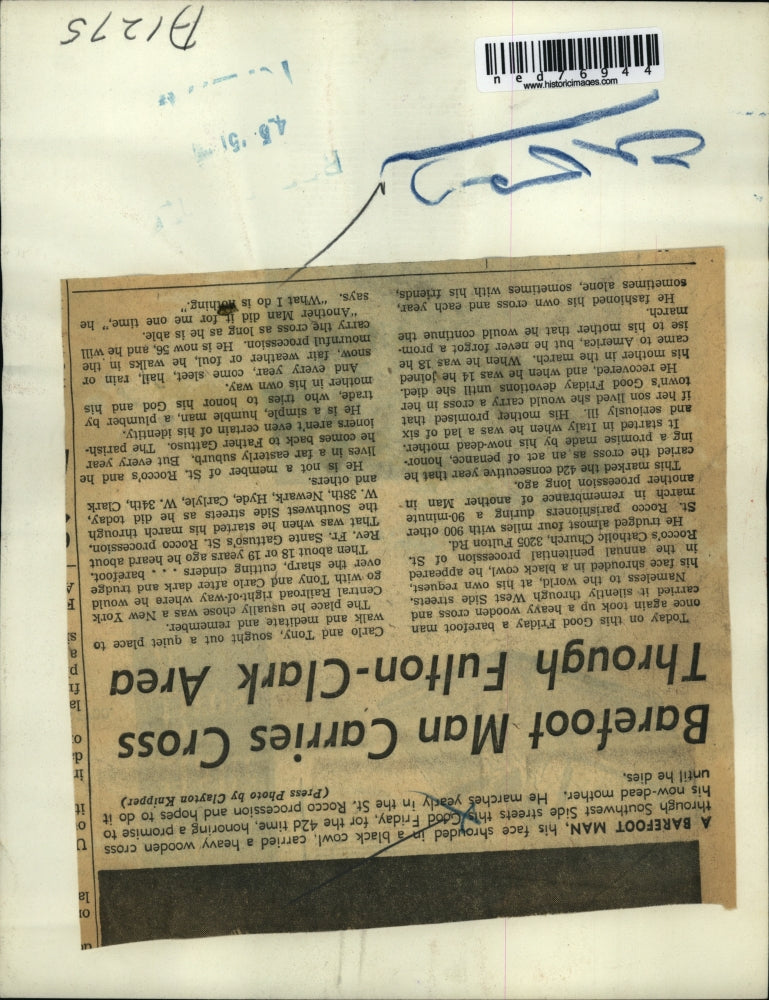 A1275
ned76944
www.historicimages.com
A BAREFOOT MAN, his face shrouded in a black cowl, carried a heavy wooden cross
through Southwest Side streets this Good Friday, for the 42d time, honoring a promise to
his now-dead mother. He marches yearly in the St. Rocco procession and hopes to do it
until he dies.
(Press Photo by Clayton Knipper)
Barefoot Man Carries Cross
Through Fulton-Clark Area
Today on this Good Friday a barefoot man
once again took up a heavy wooden cross and
carried it silently through West Side streets.
Nameless to the world, at his own request,
his face shrouded in a black cowl, he appeared
in the annual penitential procession of St.
Rocco's Catholic Church, 3205 Fulton Rd.
He trudged almost four miles with 900 other
St. Rocco parishioners during a 90-minute
march in remembrance of another Man in
another procession long ago.
This marked the 42d consecutive year that he
caried the cross as an act of penance, honor-
ing a promise made by his now-dead mother.
It started in Italy when he was a lad of six
and seriously ill. His mother promised that
if her son lived she would carry a cross in her
town's Good Friday devotions until she died.
He recovered, and when he was 14 he joined
his mother in the march. When he was 18 he
came to America, but he never forgot a prom-
ise to his mother that he would continue the
march.
He fashioned his own cross and each year,
sometimes alone, sometimes with his friends,
Carlo and Tony, sought out a quiet place to
walk and meditate and remember.
The place he usually chose was a New York
Central Railroad right-of-way where he would
go with Tony and Carlo after dark and trudge
over the sharp, cutting cinders . . . barefoot.
Then about 18 or 19 years ago he heard about
Rev. Fr. Sante Gattuso's St. Rocco procession.
That was when he started his march through
the Southwest Side streets as he did today,
W. 38th, Newark, Hyde, Carlyle, W. 34th, Clark
and others.
He is not a member of St. Rocco's and he
lives in a far easterly suburb. But every year
he comes back to Father Gattuso. The parish-
ioners aren't even certain of his identity.
He is a simple, humble man, a plumber by
trade, who tries to honor his God and his
mother in his own way.
And every year, come sleet, hail, rain or
snow, fair weather or foul, he walks in the
mournful procession. He is now 56, and he will
carry the cross as long as he is able.
"Another Man did it for me one time," he
says. "What I do is nothing."